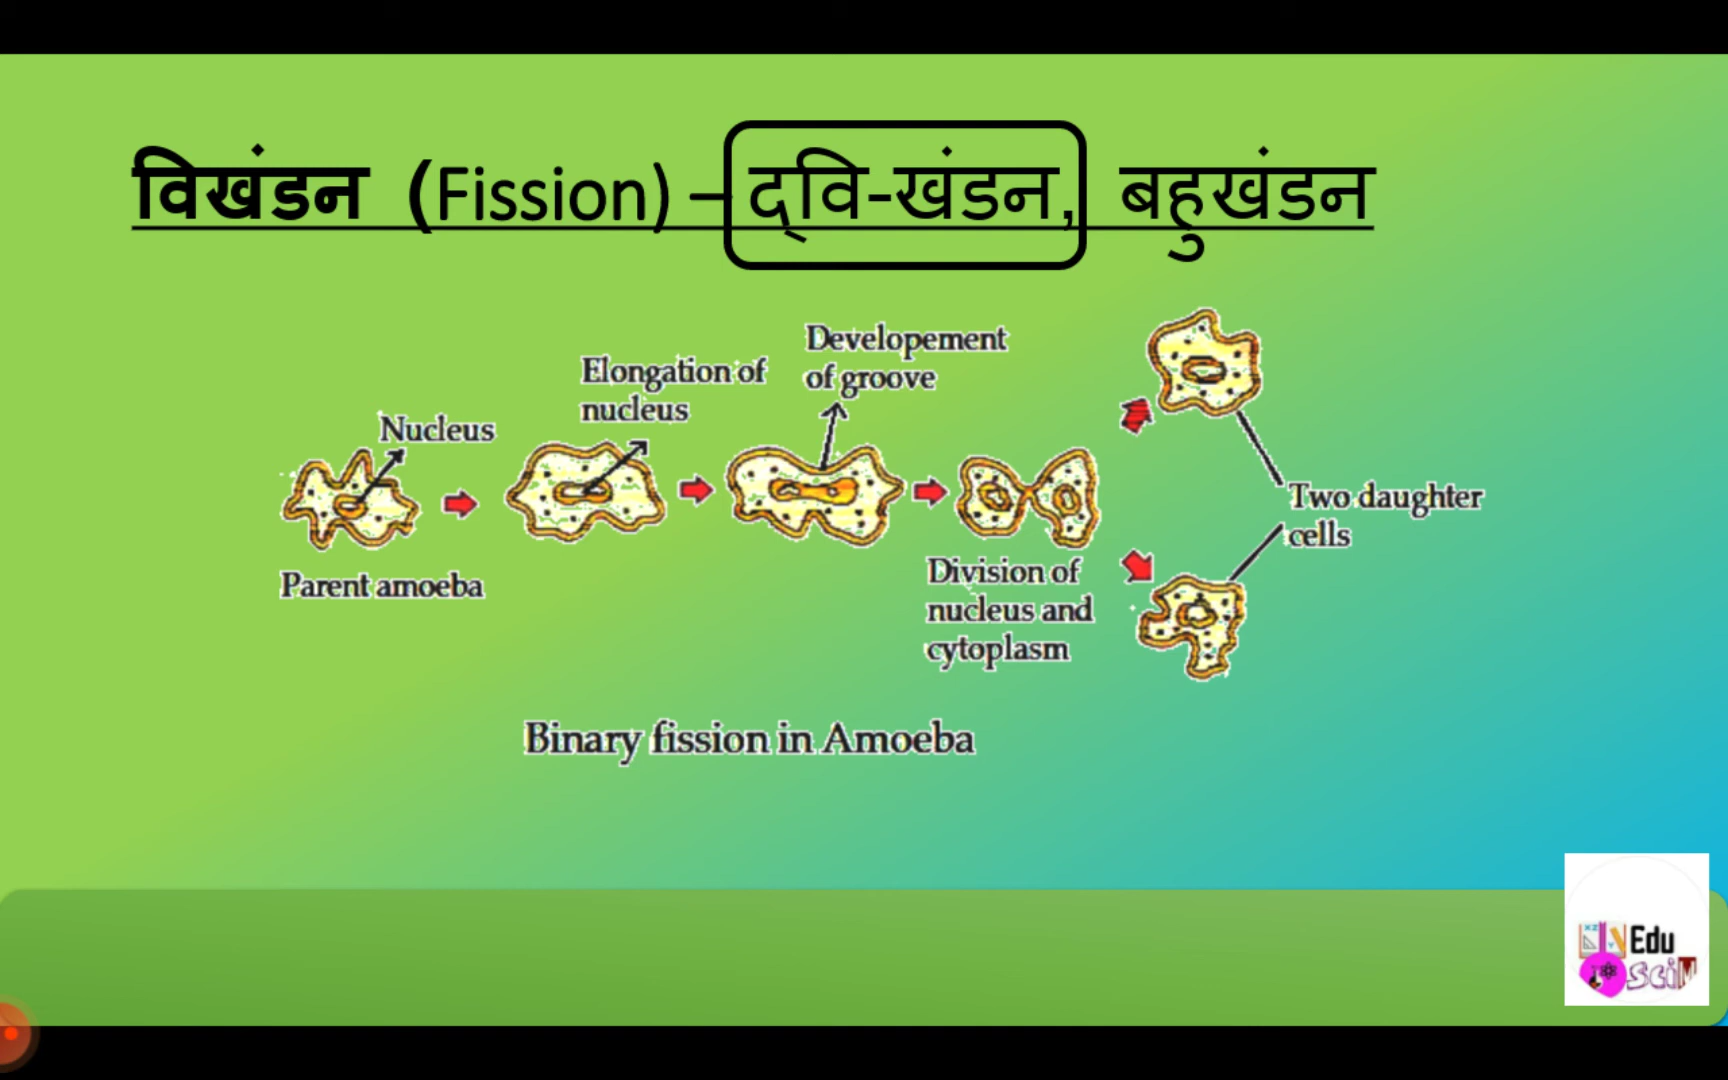 विखंडन (Fission) – द्वि-खंडन, बहुखंडन
Developement
of groove
Elongation of
nucleus
Nucleus
Two daughter
cells
Parent amoeba
Division of
nucleus and
cytoplasm
Binary fission in Amoeba
Edu
SciM